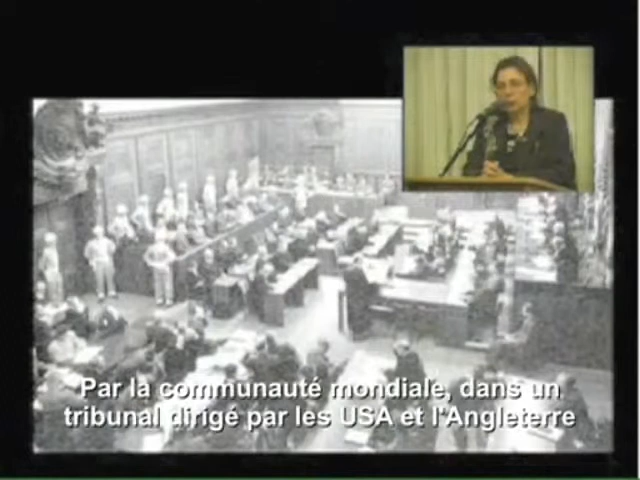 Par la communauté mondiale, dans un
tribunal dirigé par les USA et l'Angleterre